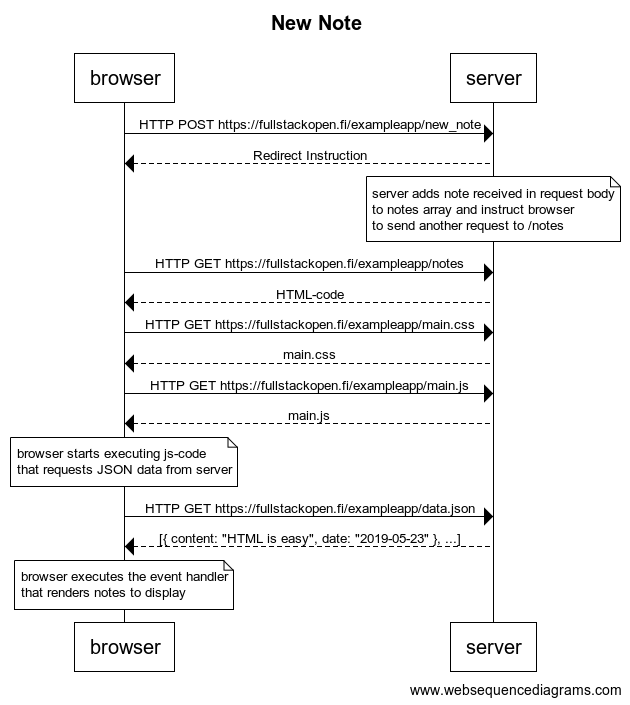 New Note
browser
server
HTTP POST https://fullstackopen.fi/exampleapp/new_note
Redirect Instruction
server adds note received in request body
to notes array and instruct browser
to send another request to /notes
HTTP GET https://fullstackopen.fi/exampleapp/notes
HTML-code
HTTP GET https://fullstackopen.fi/exampleapp/main.css
main.css
HTTP GET https://fullstackopen.fi/exampleapp/main.js
main.js
browser starts executing js-code
that requests JSON data from server
HTTP GET https://fullstackopen.fi/exampleapp/data.json
[{ content: "HTML is easy", date: "2019-05-23" }, ...]
browser executes the event handler
that renders notes to display
browser
server
www.websequencediagrams.com